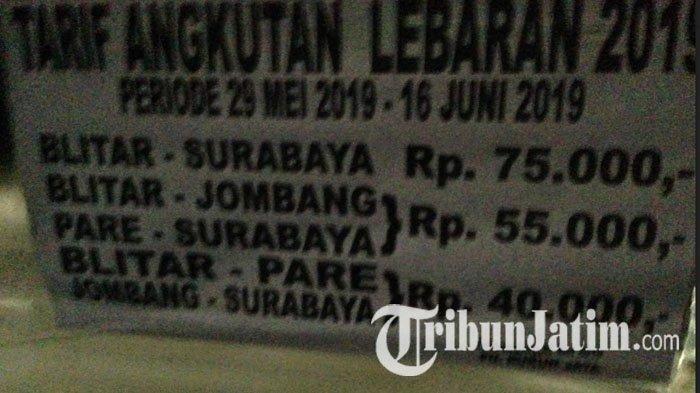 TARIF ANGKUTAN LEBARAN 2019
PERIODE 29 MEI 2019 - 16 JUNI 2019
BLITAR - SURABAYA Rp. 75.000,-
BLITAR - JOMBANG
PARE - SURABAYA } Rp. 55.000,-
BLITAR - PARE
JOMBANG - SURABAYA } Rp. 40.000,-
TribunJatim.com